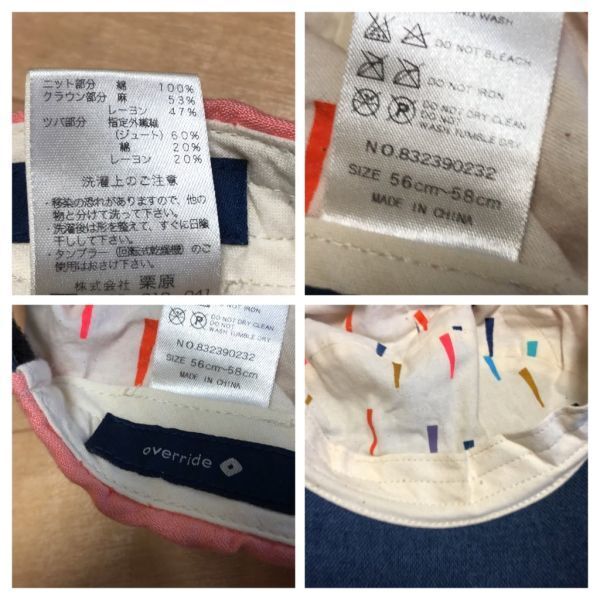 ニット部分 綿 100%
クラウン部分 麻 53%
レーヨン 47%
ツバ部分 指定外繊維
(ジュート) 60%
綿 20%
レーヨン 20%
洗濯上のご注意
・移染の恐れがありますので、他の
物と分けて洗って下さい。
・洗濯後は形を整えて、すぐに日陰
干しして下さい。
・タンブラー (回転式乾燥機) のご
使用はおさけ下さい。
株式会社 栗原
WASH
DO NOT BLEACH
DO NOT IRON
DO NOT DRY CLEAN
DO NOT
WASH TUMBLE DRY
NO.832390232
SIZE 56cm~58cm
MADE IN CHINA
DO NOT IRON
DO NOT DRY CLEAN
DO NOT
WASH TUMBLE DRY
NO.832390232
SIZE 56cm~58cm
MADE IN CHINA
override